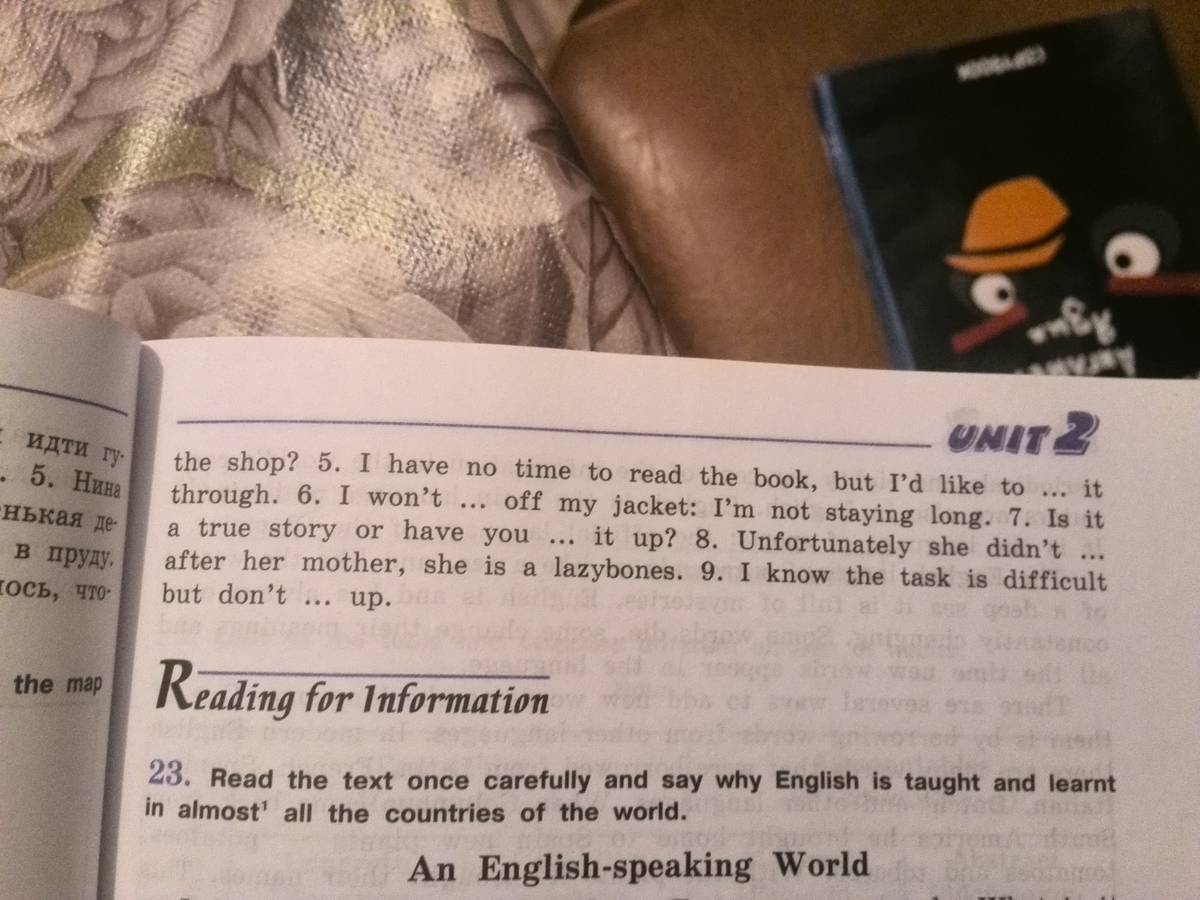 идти гу-
5. Нина
нькая де-
в пруду.
ось, что-
the map
UNIT 2
the shop? 5. I have no time to read the book, but I’d like to ... it
through. 6. I won’t ... off my jacket: I’m not staying long. 7. Is it
a true story or have you ... it up? 8. Unfortunately she didn’t ...
after her mother, she is a lazybones. 9. I know the task is difficult
but don’t ... up.
Reading for Information
23. Read the text once carefully and say why English is taught and learnt
in almost¹ all the countries of the world.
An English-speaking World
COPYBOOK